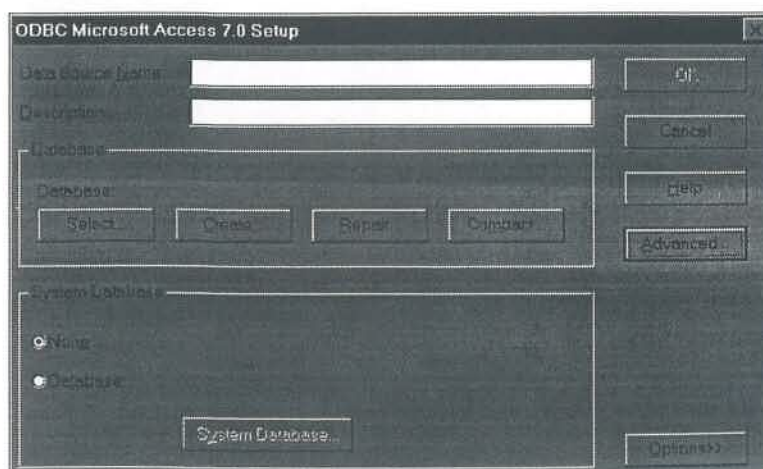 ODBC Microsoft Access 7.0 Setup
Data Source Name:
OK
Description:
Cancel
Database
Database:
Help
Select...
Create...
Repair...
Compact...
Advanced...
System Database
None
Database:
System Database...
Options>>